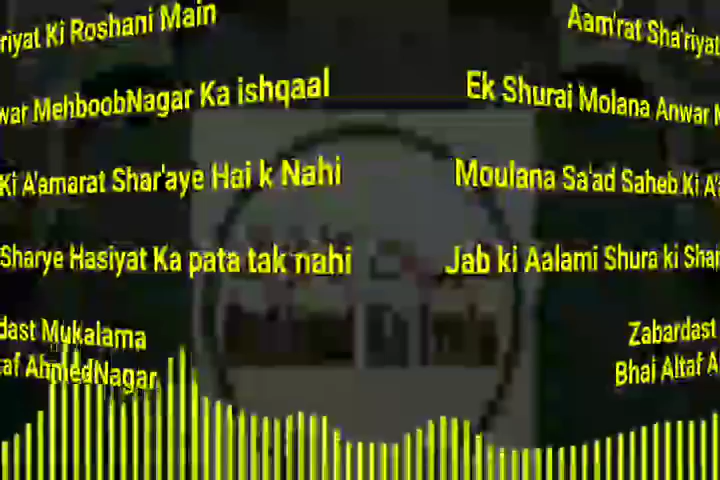 riyat Ki Roshani Main
Aam'rat Sha'riyat
war MehboobNagar Ka ishqaal
Ek Shurai Molana Anwar M
Ki A'amarat Shar'aye Hai k Nahi
Moulana Sa'ad Saheb Ki A'a
Sharye Hasiyat Ka pata tak nahi
Jab ki Aalami Shura ki Shar
dast Mukalama
Zabardast
af AhmedNagar
Bhai Altaf A